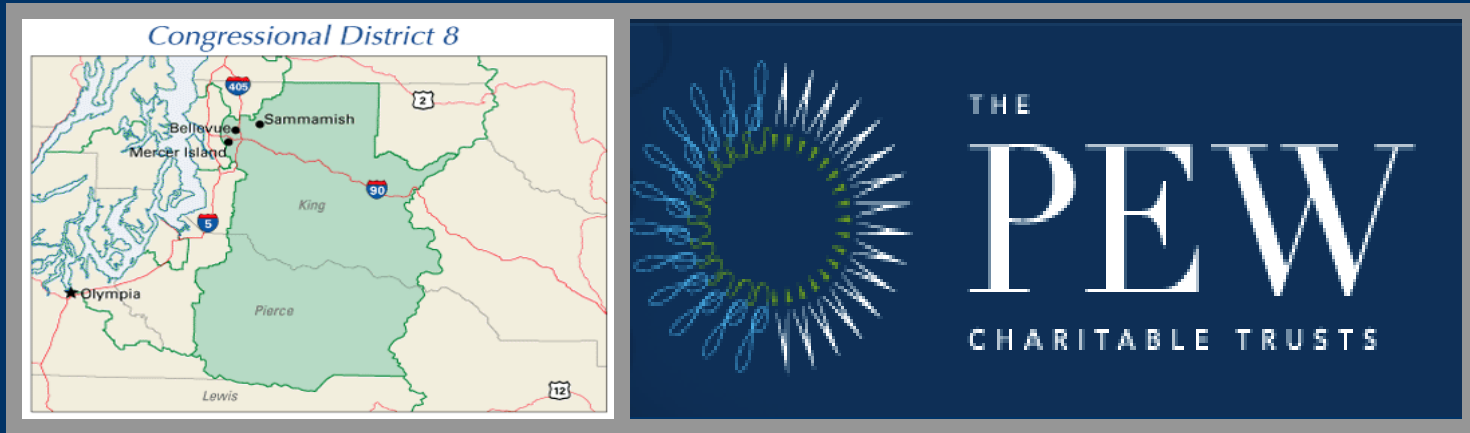 Congressional District 8
405
2
Sammamish
Bellevue
Mercer Island
90
King
5
Olympia
Pierce
12
Lewis
THE
PEW
CHARITABLE TRUSTS